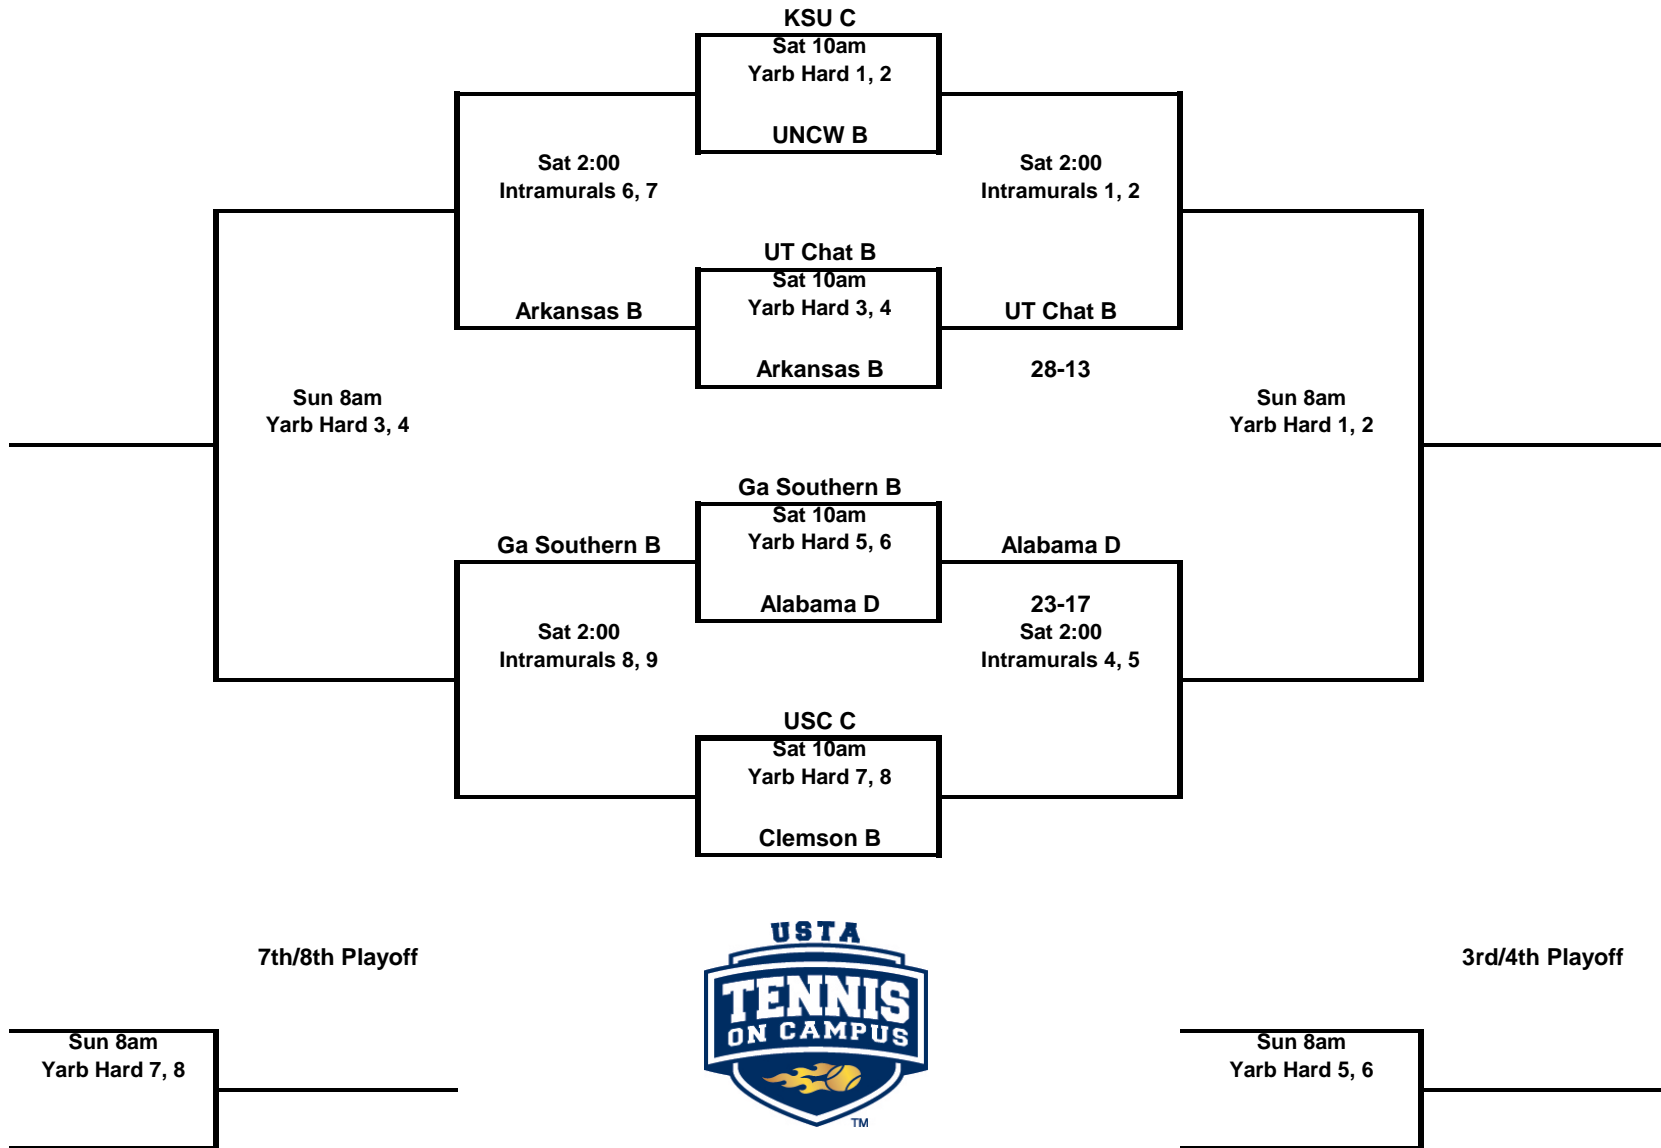 KSU C
Sat 10am
Yarb Hard 1, 2
UNCW B
Sat 2:00
Intramurals 6, 7
Sat 2:00
Intramurals 1, 2
UT Chat B
Sat 10am
Yarb Hard 3, 4
Arkansas B
UT Chat B
Arkansas B
28-13
Sun 8am
Yarb Hard 3, 4
Sun 8am
Yarb Hard 1, 2
Ga Southern B
Sat 10am
Yarb Hard 5, 6
Ga Southern B
Alabama D
Alabama D
23-17
Sat 2:00
Intramurals 8, 9
Sat 2:00
Intramurals 4, 5
USC C
Sat 10am
Yarb Hard 7, 8
Clemson B
7th/8th Playoff
3rd/4th Playoff
USTA
TENNIS
ON CAMPUS
TM
Sun 8am
Yarb Hard 7, 8
Sun 8am
Yarb Hard 5, 6